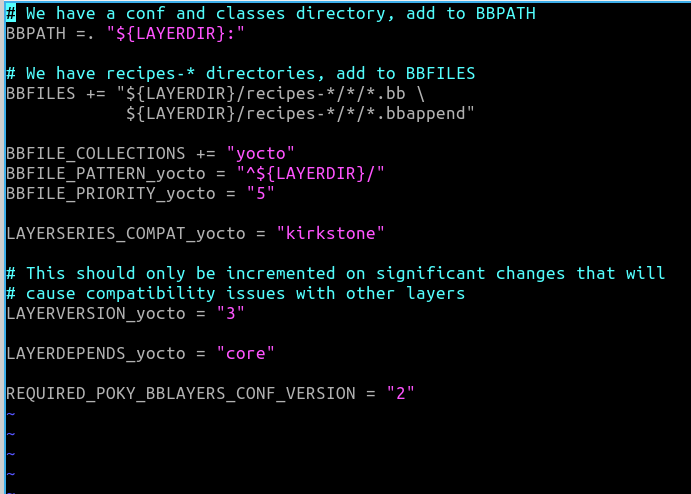 # We have a conf and classes directory, add to BBPATH
BBPATH =. "${LAYERDIR}:"
# We have recipes-* directories, add to BBFILES
BBFILES += "${LAYERDIR}/recipes-*/*/*.bb \
            ${LAYERDIR}/recipes-*/*/*.bbappend"
BBFILE_COLLECTIONS += "yocto"
BBFILE_PATTERN_yocto = "^${LAYERDIR}/"
BBFILE_PRIORITY_yocto = "5"
LAYERSERIES_COMPAT_yocto = "kirkstone"
# This should only be incremented on significant changes that will
# cause compatibility issues with other layers
LAYERVERSION_yocto = "3"
LAYERDEPENDS_yocto = "core"
REQUIRED_POKY_BBLAYERS_CONF_VERSION = "2"
~
~
~
~
~